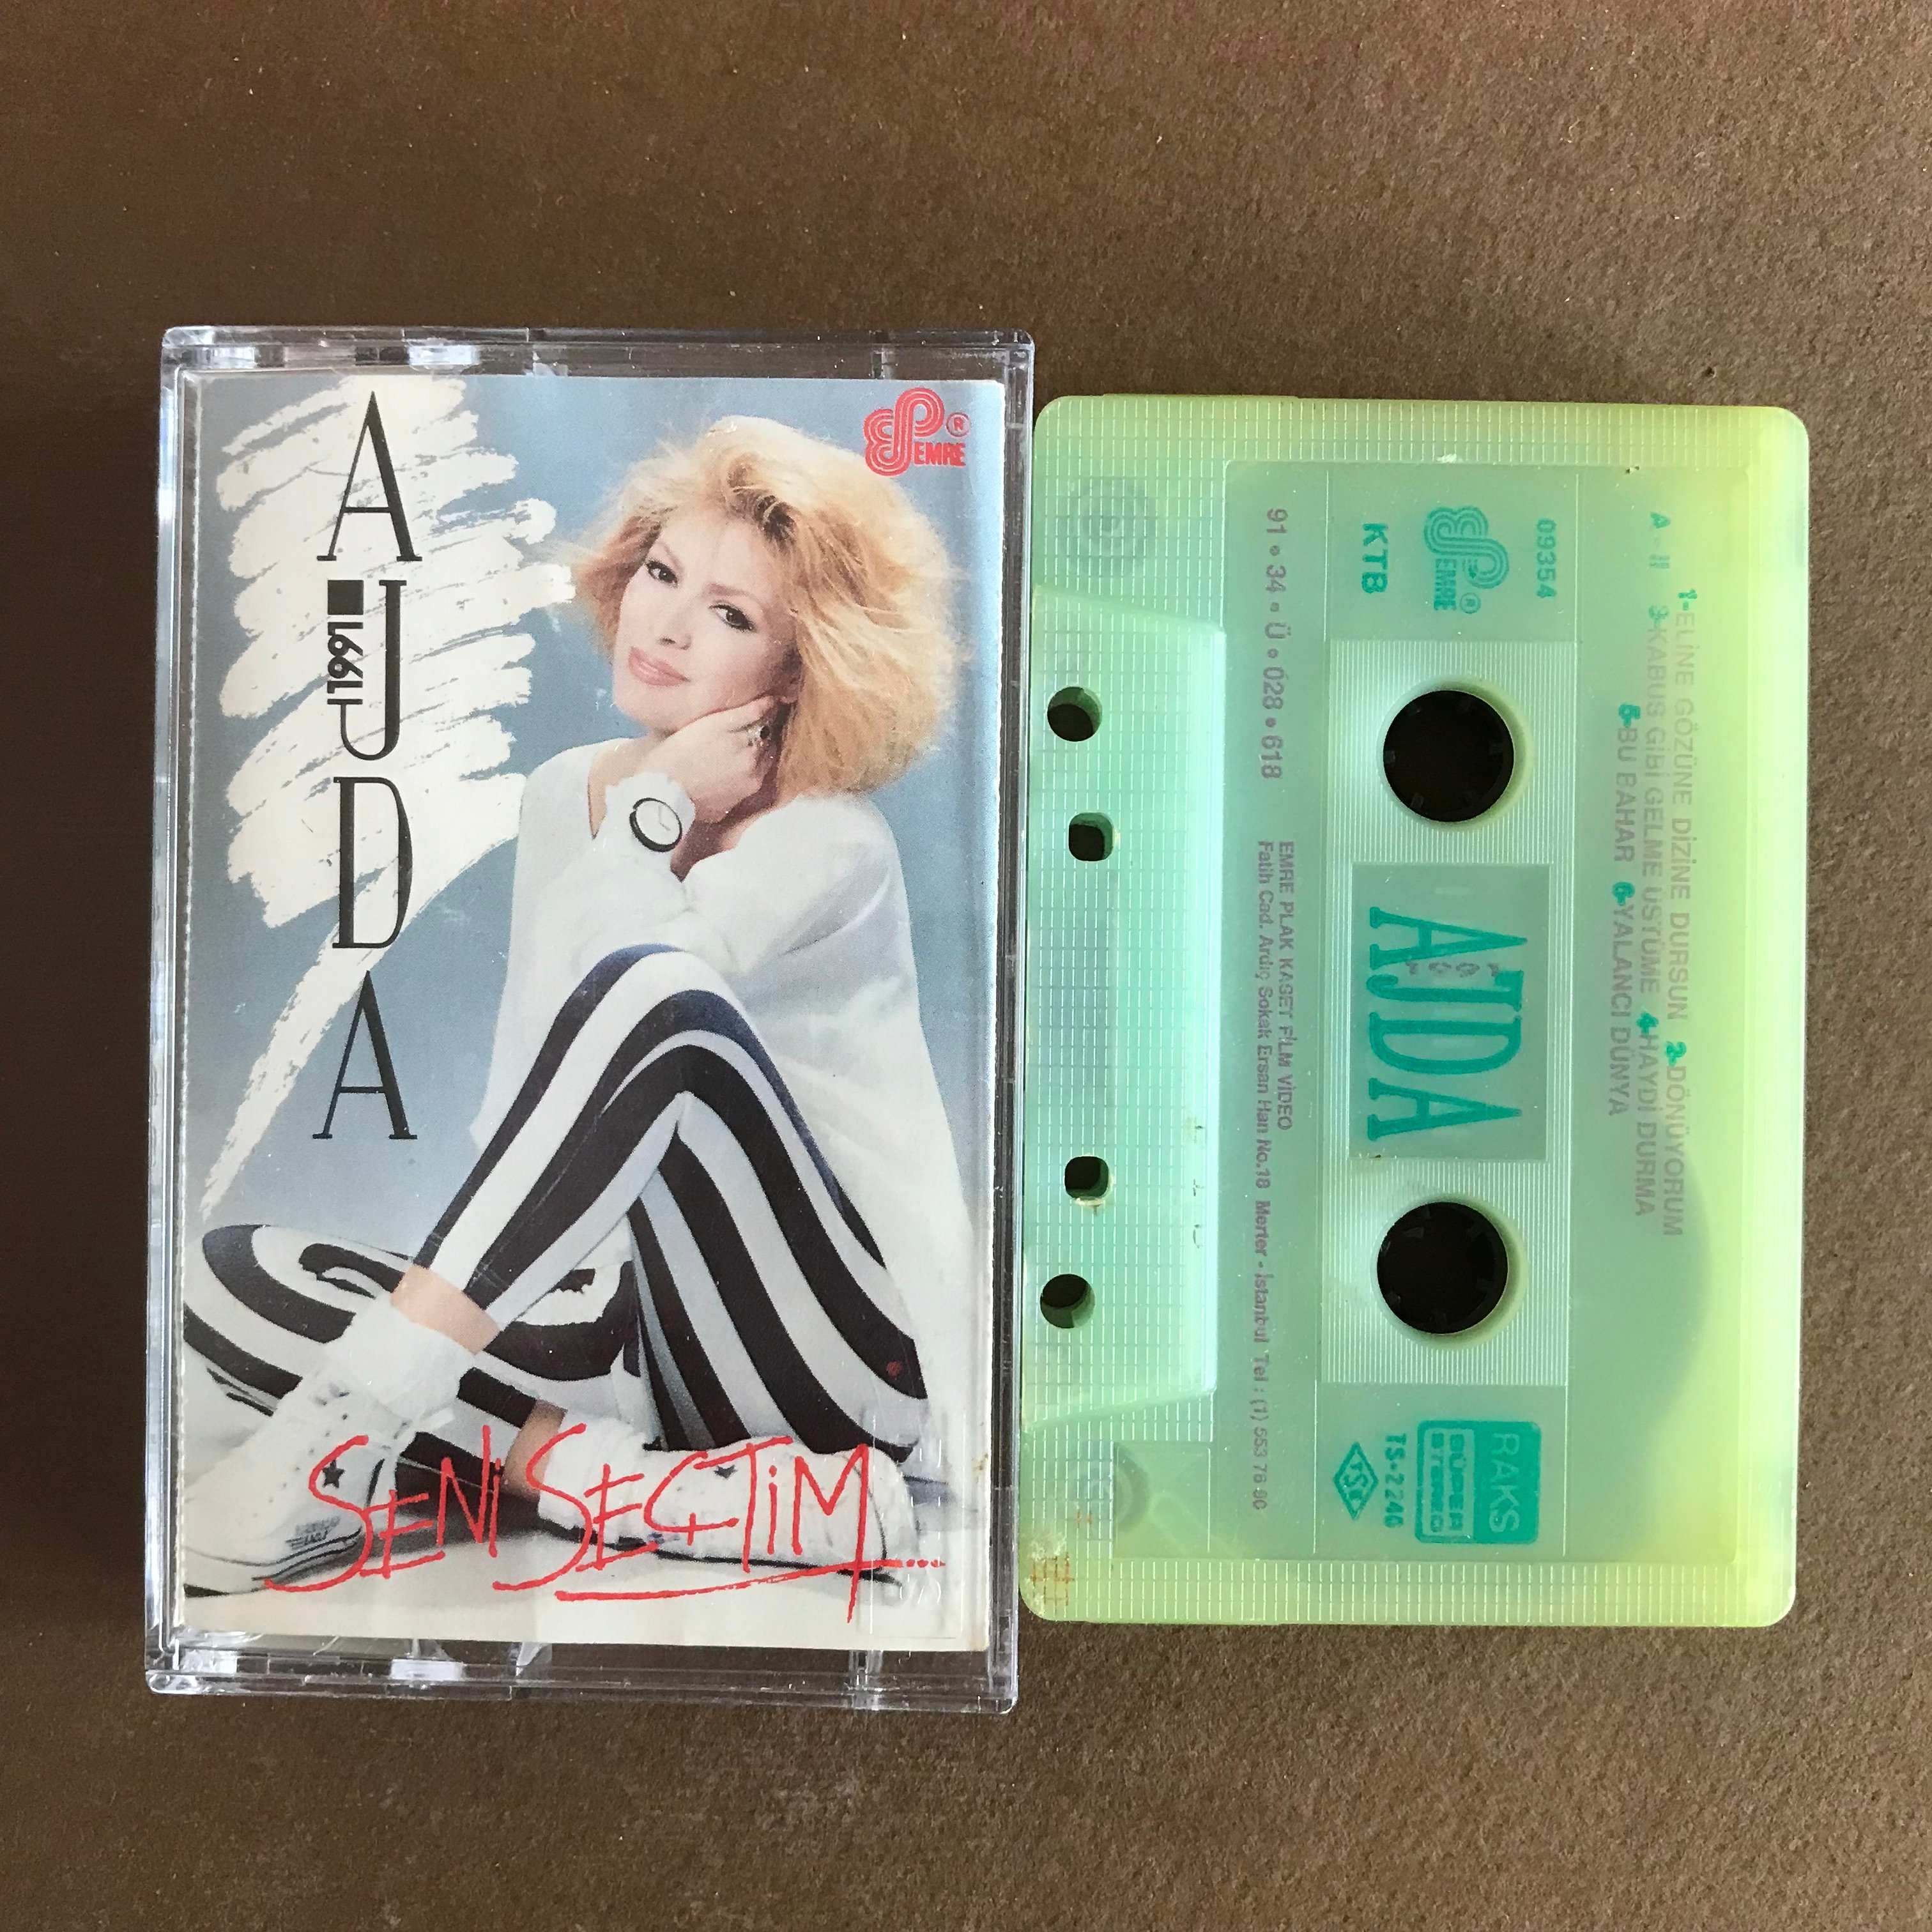 AJDA
1991
EMRE ®
SENİ SEÇTİM...
1-ELİNE GÖZÜNE DİZİNE DURSUN 2-DÖNÜYORUM
3-KABUS GİBİ GELME ÜSTÜME 4-HAYDİ DURMA
5-BU BAHAR 6-YALANCI DÜNYA
09354
EMRE ®
KTB
AJDA
RAKS
SÜPER
STEREO
TS-2246
TSE
91 • 34 • Ü • 028 • 618
EMRE PLAK KASET FİLM VİDEO
Fatih Cad. Ardıç Sokak Ersan Han No.18 Merter - İstanbul Tel : (1) 553 76 90